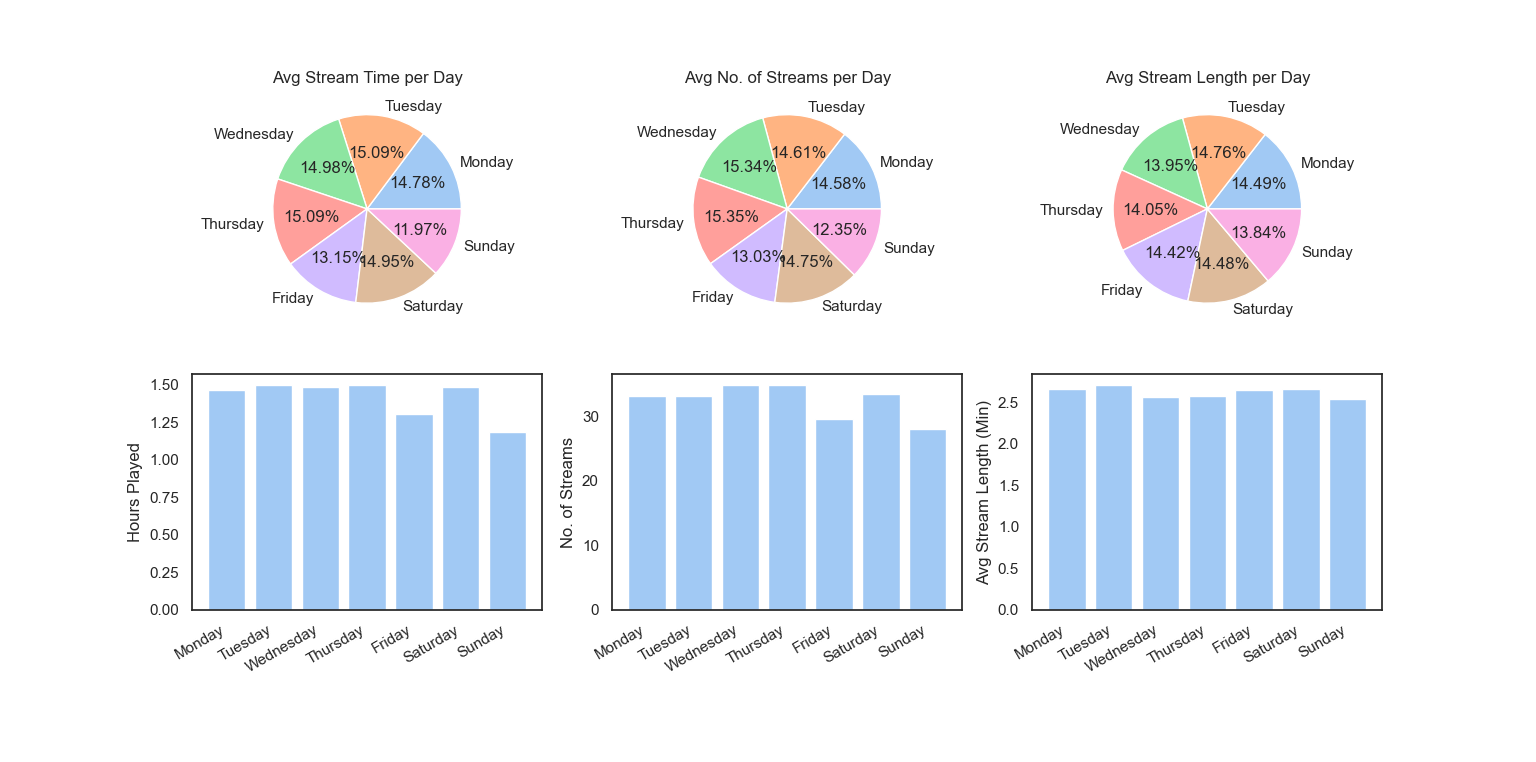 Avg Stream Time per Day
Tuesday
Wednesday
Monday
15.09%
14.98%
14.78%
15.09%
Thursday
11.97%
13.15%
14.95%
Sunday
Friday
Saturday
Avg No. of Streams per Day
Tuesday
Wednesday
Monday
14.61%
15.34%
14.58%
15.35%
Thursday
12.35%
13.03%
14.75%
Sunday
Friday
Saturday
Avg Stream Length per Day
Tuesday
Wednesday
Monday
14.76%
13.95%
14.49%
14.05%
Thursday
13.84%
14.42%
14.48%
Sunday
Friday
Saturday
Hours Played
1.50
1.25
1.00
0.75
0.50
0.25
0.00
Monday
Tuesday
Wednesday
Thursday
Friday
Saturday
Sunday
No. of Streams
30
20
10
0
Monday
Tuesday
Wednesday
Thursday
Friday
Saturday
Sunday
Avg Stream Length (Min)
2.5
2.0
1.5
1.0
0.5
0.0
Monday
Tuesday
Wednesday
Thursday
Friday
Saturday
Sunday